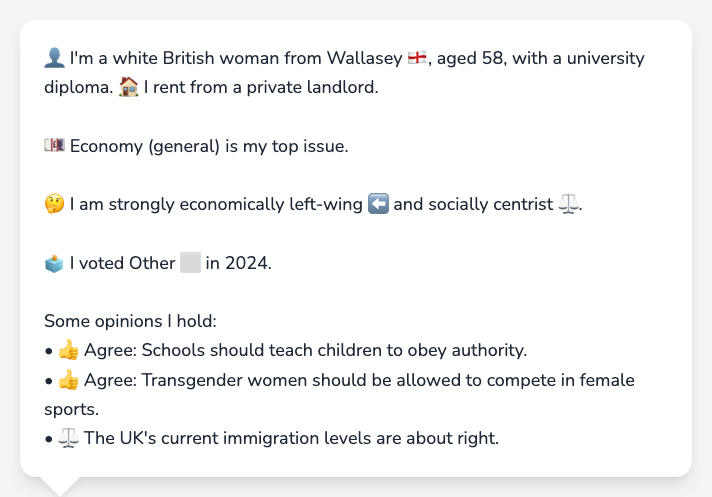 👤 I'm a white British woman from Wallasey 🏴󠁧󠁢󠁥󠁮󠁧󠁿, aged 58, with a university
diploma. 🏠 I rent from a private landlord.
💷 Economy (general) is my top issue.
🤔 I am strongly economically left-wing ⬅️ and socially centrist ⚖️.
🗳️ I voted Other ⬜ in 2024.
Some opinions I hold:
• 👍 Agree: Schools should teach children to obey authority.
• 👍 Agree: Transgender women should be allowed to compete in female
sports.
• ⚖️ The UK's current immigration levels are about right.